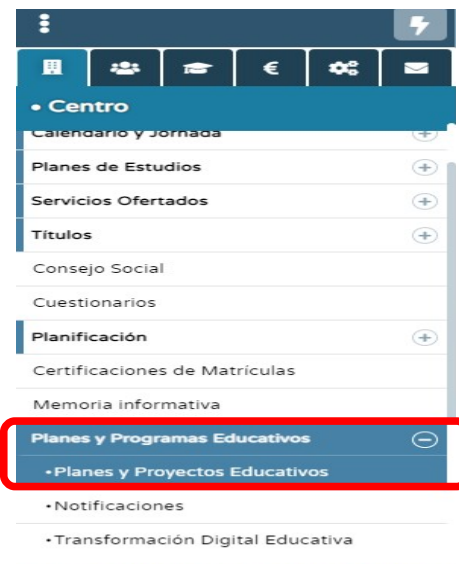 €
• Centro
Calendario y Jornada
Planes de Estudios
Servicios Ofertados
Títulos
Consejo Social
Cuestionarios
Planificación
Certificaciones de Matrículas
Memoria informativa
Planes y Programas Educativos
•Planes y Proyectos Educativos
•Notificaciones
•Transformación Digital Educativa